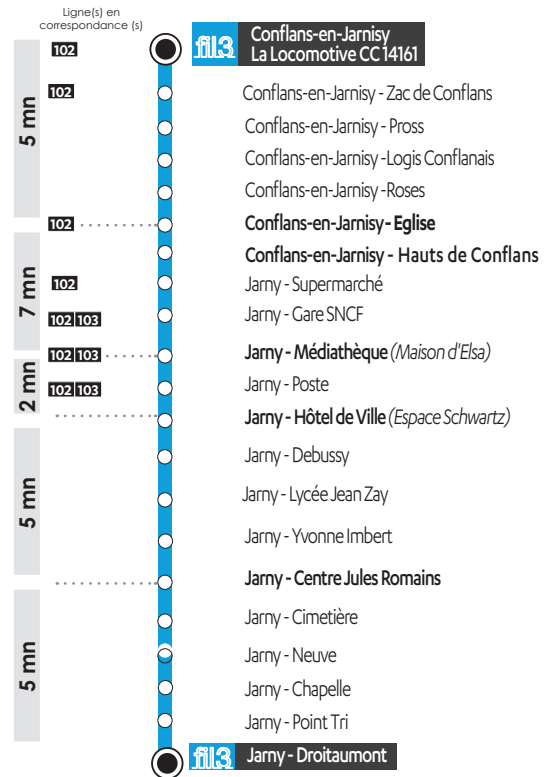 Ligne(s) en
correspondance (s)
102
fil3
Conflans-en-Jarnisy
La Locomotive CC 14161
5 mn
102
Conflans-en-Jarnisy - Zac de Conflans
Conflans-en-Jarnisy - Pross
Conflans-en-Jarnisy -Logis Conflanais
Conflans-en-Jarnisy -Roses
102
Conflans-en-Jarnisy- Eglise
7 mn
Conflans-en-Jarnisy - Hauts de Conflans
102
Jarny - Supermarché
102 103
Jarny - Gare SNCF
102 103
Jarny - Médiathèque (Maison d'Elsa)
2 mn
102 103
Jarny - Poste
Jarny - Hôtel de Ville (Espace Schwartz)
5 mn
Jarny - Debussy
Jarny - Lycée Jean Zay
Jarny - Yvonne Imbert
Jarny - Centre Jules Romains
5 mn
Jarny - Cimetière
Jarny - Neuve
Jarny - Chapelle
Jarny - Point Tri
fil3
Jarny - Droitaumont